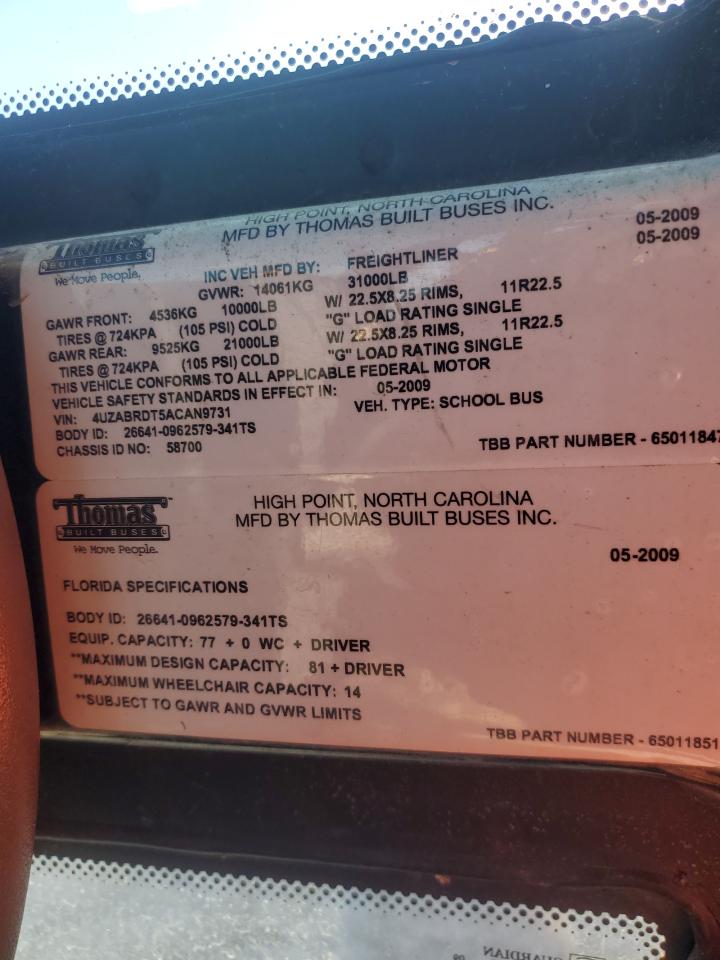 HIGH POINT, NORTH CAROLINA
MFD BY THOMAS BUILT BUSES INC.
05-2009
05-2009
Thomas
BUILT BUSES
We Move People.
INC VEH MFD BY: FREIGHTLINER
GVWR: 14061KG 31000LB
GAWR FRONT: 4536KG 10000LB W/ 22.5X8.25 RIMS, 11R22.5
TIRES @ 724KPA (105 PSI) COLD "G" LOAD RATING SINGLE
GAWR REAR: 9525KG 21000LB W/ 22.5X8.25 RIMS, 11R22.5
TIRES @ 724KPA (105 PSI) COLD "G" LOAD RATING SINGLE
THIS VEHICLE CONFORMS TO ALL APPLICABLE FEDERAL MOTOR
VEHICLE SAFETY STANDARDS IN EFFECT IN: 05-2009
VIN: 4UZABRDT5ACAN9731 VEH. TYPE: SCHOOL BUS
BODY ID: 26641-0962579-341TS
CHASSIS ID NO: 58700 TBB PART NUMBER - 65011847
Thomas
BUILT BUSES
We Move People.
HIGH POINT, NORTH CAROLINA
MFD BY THOMAS BUILT BUSES INC.
05-2009
FLORIDA SPECIFICATIONS
BODY ID: 26641-0962579-341TS
EQUIP. CAPACITY: 77 + 0 WC + DRIVER
**MAXIMUM DESIGN CAPACITY: 81 + DRIVER
**MAXIMUM WHEELCHAIR CAPACITY: 14
**SUBJECT TO GAWR AND GVWR LIMITS
TBB PART NUMBER - 65011851
GUARDIAN